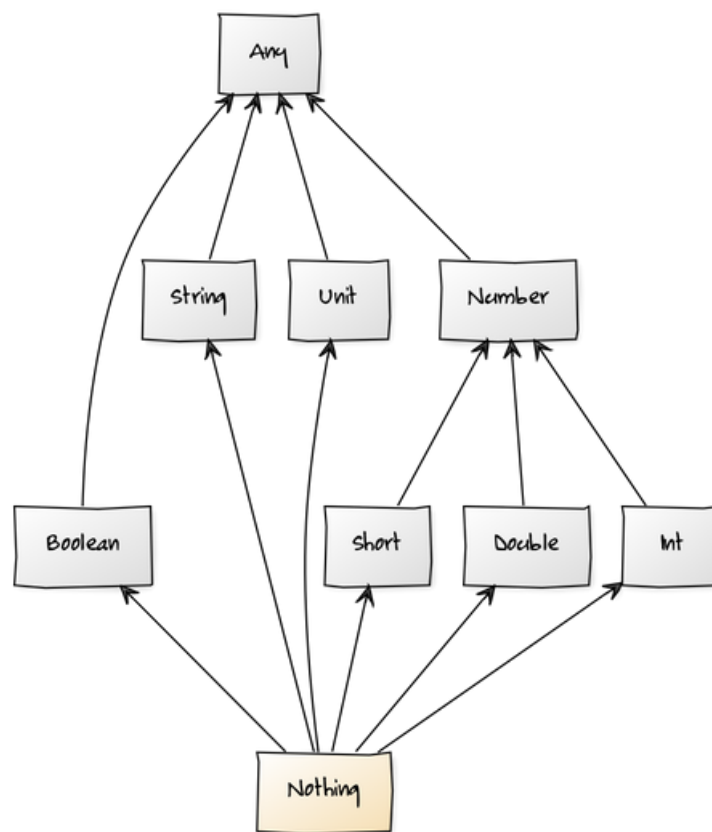 Any
String
Unit
Number
Boolean
Short
Double
Int
Nothing